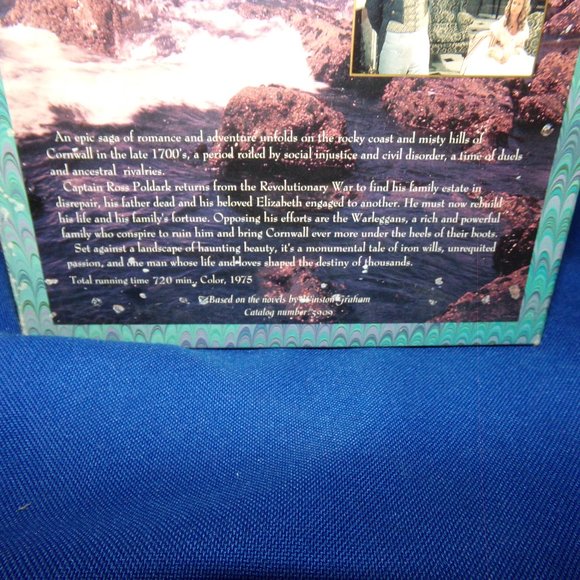 An epic saga of romance and adventure unfolds on the rocky coast and misty hills of
Cornwall in the late 1700's, a period roiled by social injustice and civil disorder, a time of duels
and ancestral rivalries.
Captain Ross Poldark returns from the Revolutionary War to find his family estate in
disrepair, his father dead and his beloved Elizabeth engaged to another. He must now rebuild
his life and his family's fortune. Opposing his efforts are the Warleggans, a rich and powerful
family who conspire to ruin him and bring Cornwall ever more under the heels of their boots.
Set against a landscape of haunting beauty, it's a monumental tale of iron wills, unrequited
passion, and one man whose life and loves shaped the destiny of thousands.
Total running time 720 min., Color, 1975
Based on the novels by Winston Graham
Catalog number: 5909